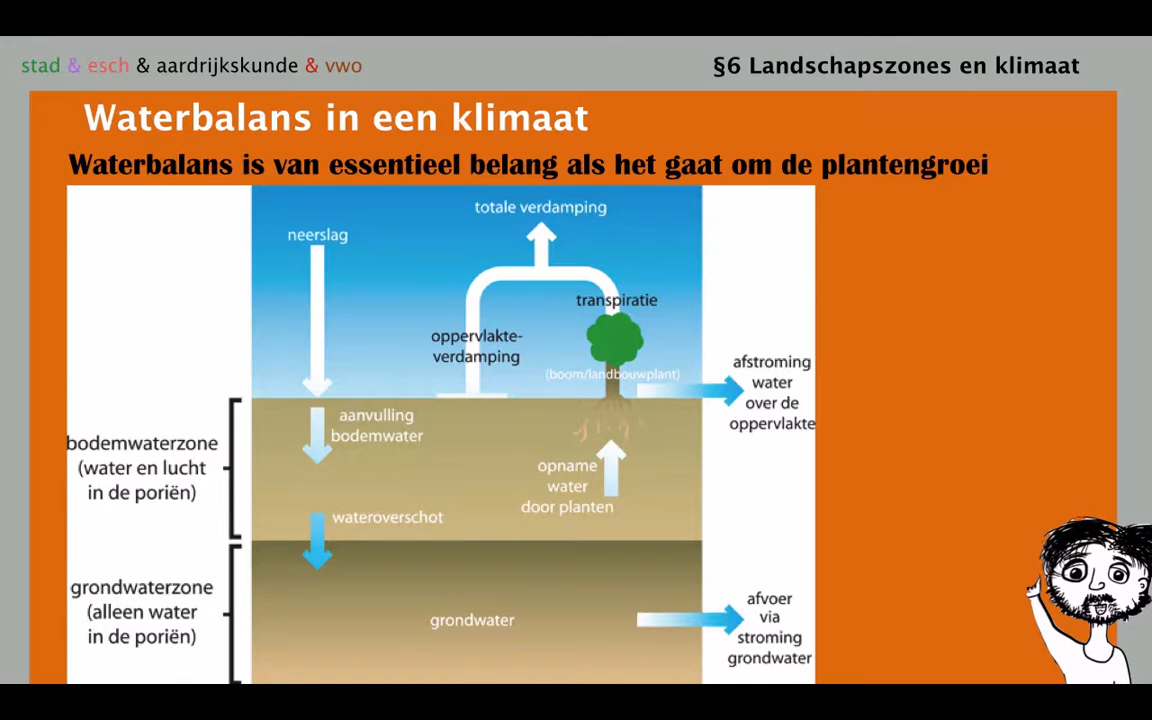 stad & esch & aardrijkskunde & vwo
§6 Landschapszones en klimaat
Waterbalans in een klimaat
Waterbalans is van essentieel belang als het gaat om de plantengroei
totale verdamping
neerslag
transpiratie
oppervlakte-
verdamping
(boom/landbouwplant)
afstroming
water
over de
oppervlakte
aanvulling
bodemwater
bodemwaterzone
(water en lucht
in de poriën)
opname
water
door planten
wateroverschot
grondwaterzone
(alleen water
in de poriën)
grondwater
afvoer
via
stroming
grondwater